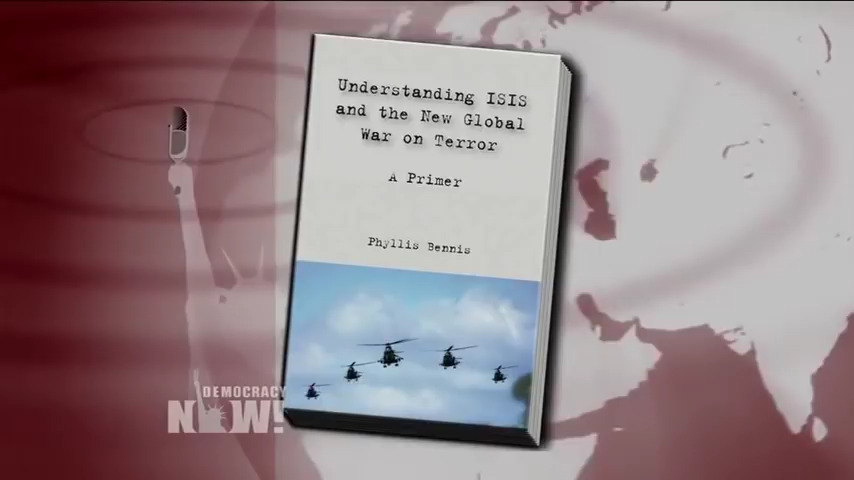 Understanding ISIS
and the New Global
War on Terror
A Primer
Phyllis Bennis
DEMOCRACY
NOW!